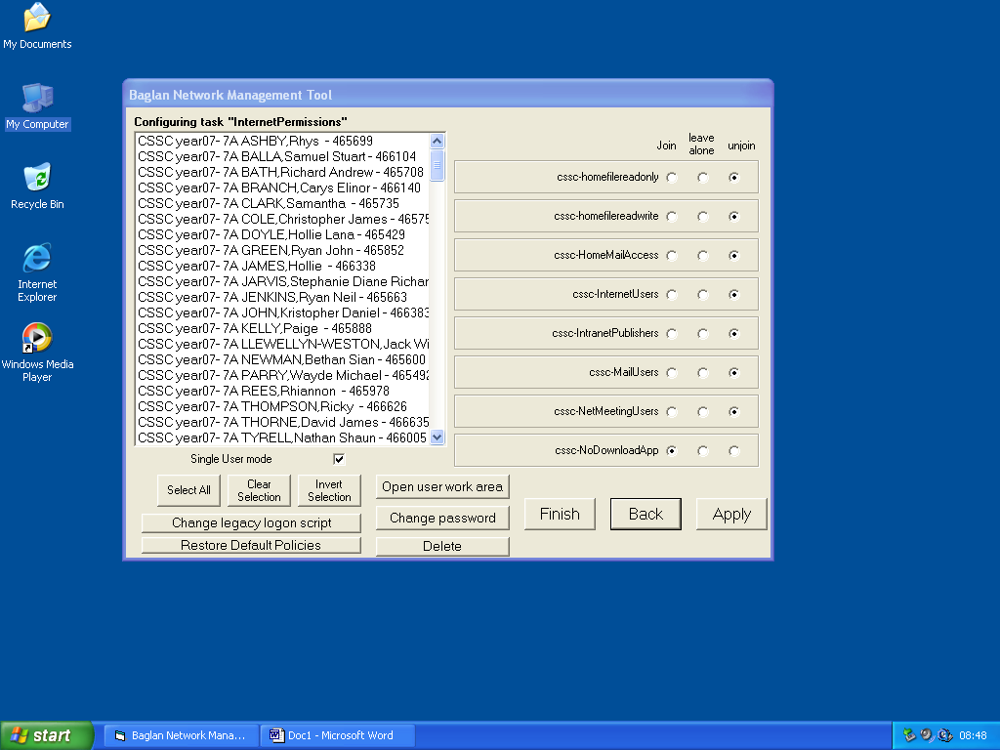 My Documents
My Computer
Recycle Bin
Internet
Explorer
Windows Media
Player
Baglan Network Management Tool
Configuring task "InternetPermissions"
CSSC year07- 7A ASHBY,Rhys - 465699
CSSC year07- 7A BALLA,Samuel Stuart - 466104
CSSC year07- 7A BATH,Richard Andrew - 465708
CSSC year07- 7A BRANCH,Carys Elinor - 466140
CSSC year07- 7A CLARK,Samantha - 465735
CSSC year07- 7A COLE,Christopher James - 46575
CSSC year07- 7A DOYLE,Hollie Lana - 465429
CSSC year07- 7A GREEN,Ryan John - 465852
CSSC year07- 7A JAMES,Hollie - 466338
CSSC year07- 7A JARVIS,Stephanie Diane Richar
CSSC year07- 7A JENKINS,Ryan Neil - 465663
CSSC year07- 7A JOHN,Kristopher Daniel - 466383
CSSC year07- 7A KELLY,Paige - 465888
CSSC year07- 7A LLEWELLYN-WESTON,Jack Wi
CSSC year07- 7A NEWMAN,Bethan Sian - 465600
CSSC year07- 7A PARRY,Wayde Michael - 465492
CSSC year07- 7A REES,Rhiannon - 465978
CSSC year07- 7A THOMPSON,Ricky - 466626
CSSC year07- 7A THORNE,David James - 466635
CSSC year07- 7A TYRELL,Nathan Shaun - 466005
Single User mode
Select All
Clear
Selection
Invert
Selection
Change legacy logon script
Restore Default Policies
Open user work area
Change password
Delete
Join
leave
alone
unjoin
cssc-homefilereadonly
cssc-homefilereadwrite
cssc-HomeMailAccess
cssc-InternetUsers
cssc-IntranetPublishers
cssc-MailUsers
cssc-NetMeetingUsers
cssc-NoDownloadApp
Finish
Back
Apply
start
Baglan Network Mana...
Doc1 - Microsoft Word
08:48